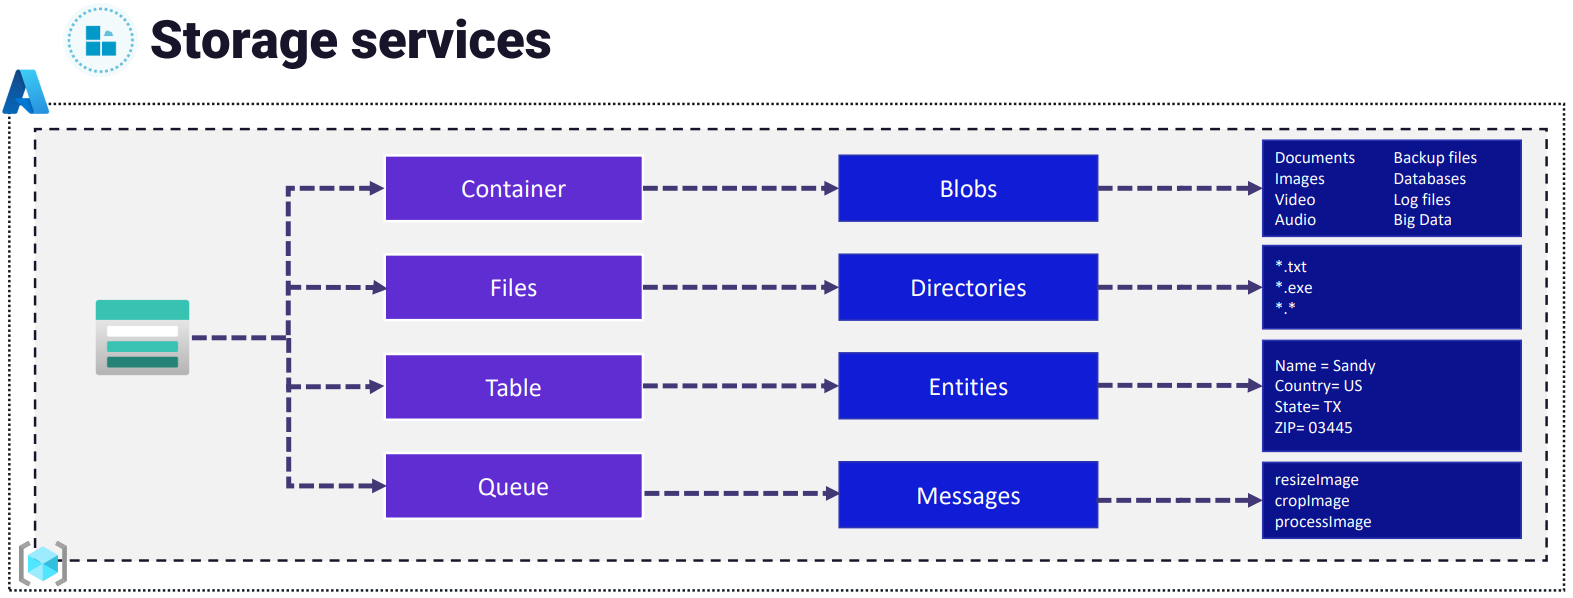 Storage services
Container
Blobs
Documents
Images
Video
Audio
Backup files
Databases
Log files
Big Data
Files
Directories
*.txt
*.exe
*.*
Table
Entities
Name = Sandy
Country= US
State= TX
ZIP= 03445
Queue
Messages
resizeImage
cropImage
processImage